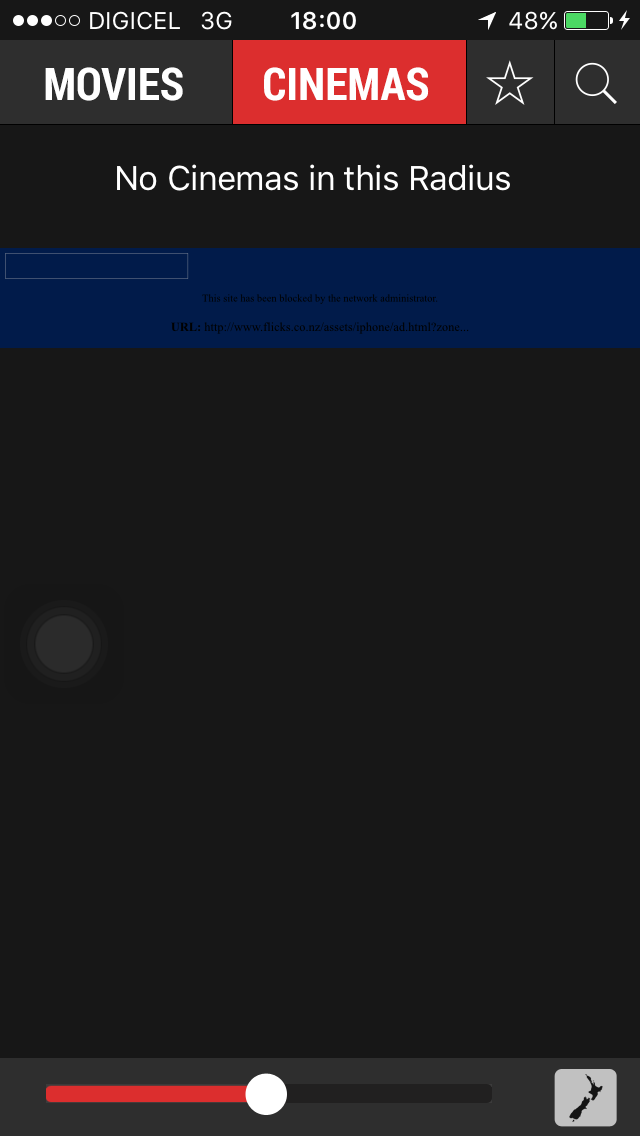 DIGICEL 3G 18:00 48%
MOVIES CINEMAS
No Cinemas in this Radius
This site has been blocked by the network administrator.
URL: http://www.flicks.co.nz/assets/iphone/ad.html?zone...